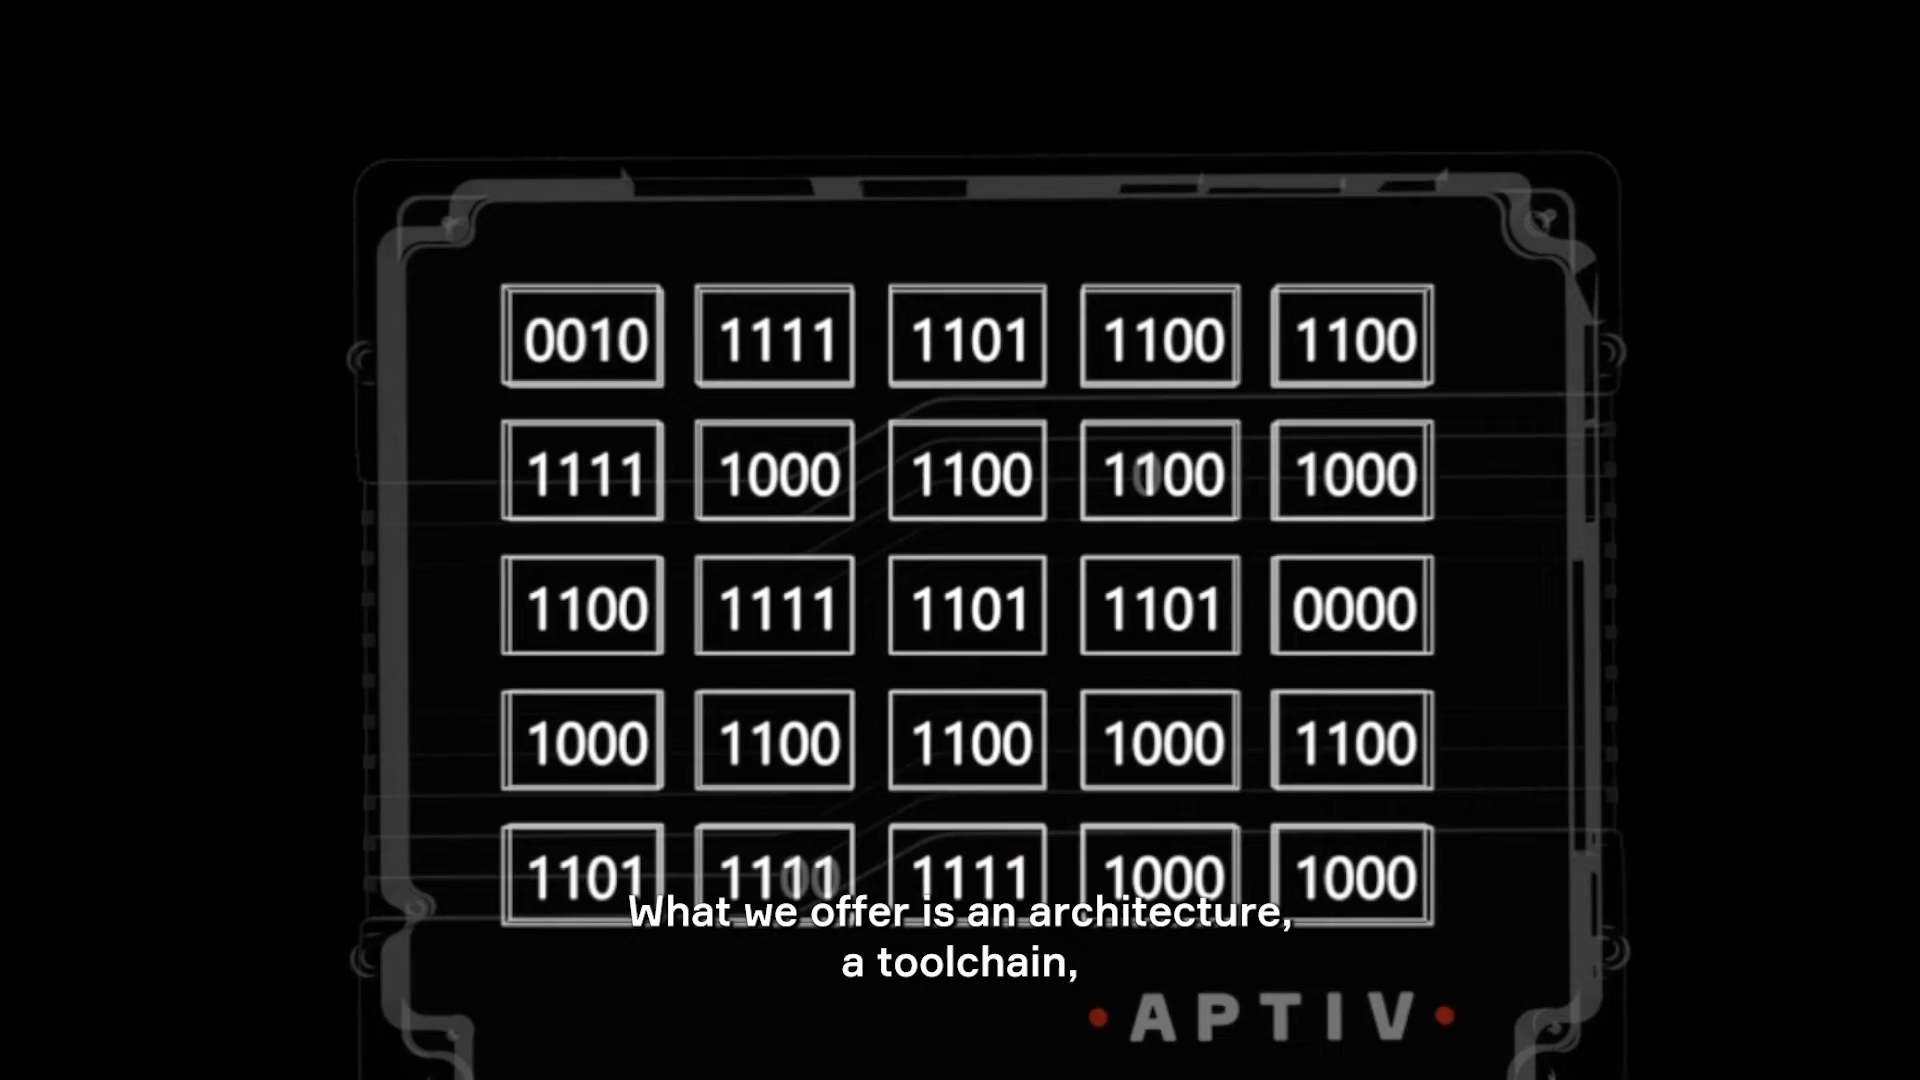 0010 1111 1101 1100 1100
1111 1000 1100 1100 1000
1100 1111 1101 1101 0000
1000 1100 1100 1000 1100
1101 1111 1111 1000 1000
What we offer is an architecture,
a toolchain,
• APTIV •